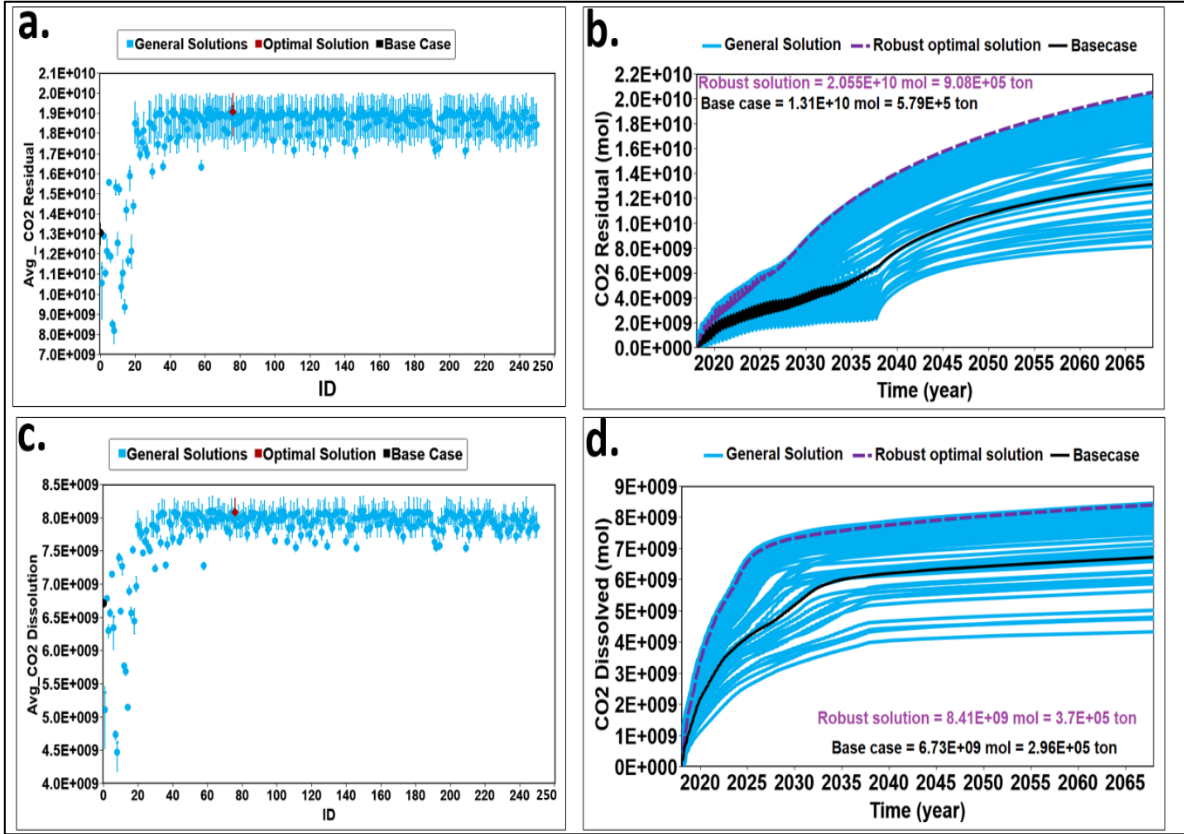 a.
General Solutions Optimal Solution Base Case
2.1E+010
2.0E+010
1.9E+010
1.8E+010
1.7E+010
1.6E+010
1.5E+010
1.4E+010
1.3E+010
1.2E+010
1.1E+010
1.0E+010
9.0E+009
8.0E+009
7.0E+009
Avg_ CO2 Residual
0 20 40 60 80 100 120 140 160 180 200 220 240 250
ID
b.
General Solution Robust optimal solution Basecase
Robust solution = 2.055E+10 mol = 9.08E+05 ton
Base case = 1.31E+10 mol = 5.79E+5 ton
2.2E+010
2.0E+010
1.8E+010
1.6E+010
1.4E+010
1.2E+010
1.0E+010
8.0E+009
6.0E+009
4.0E+009
2.0E+009
0.0E+000
CO2 Residual (mol)
2020 2025 2030 2035 2040 2045 2050 2055 2060 2065
Time (year)
c.
General Solutions Optimal Solution Base Case
8.5E+009
8.0E+009
7.5E+009
7.0E+009
6.5E+009
6.0E+009
5.5E+009
5.0E+009
4.5E+009
4.0E+009
Avg_CO2 Dissolution
0 20 40 60 80 100 120 140 160 180 200 220 240 250
ID
d.
General Solution Robust optimal solution Basecase
9E+009
8E+009
7E+009
6E+009
5E+009
4E+009
3E+009
2E+009
1E+009
0E+000
CO2 Dissolved (mol)
Robust solution = 8.41E+09 mol = 3.7E+05 ton
Base case = 6.73E+09 mol = 2.96E+05 ton
2020 2025 2030 2035 2040 2045 2050 2055 2060 2065
Time (year)